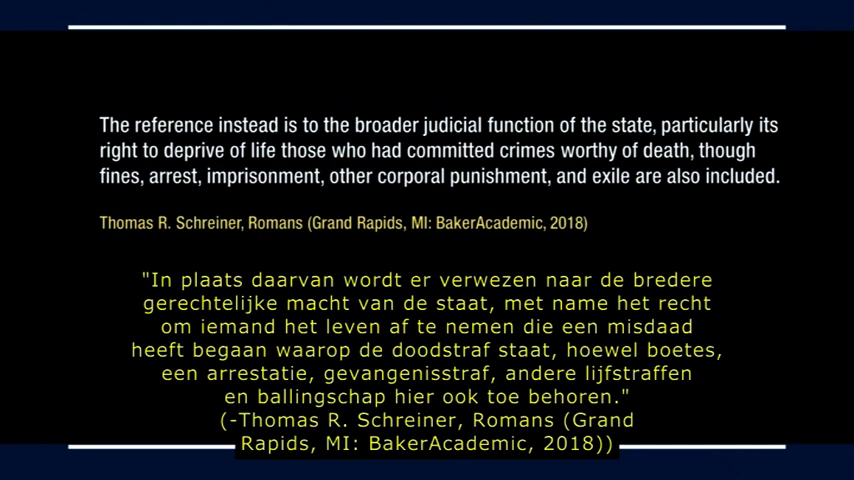 The reference instead is to the broader judicial function of the state, particularly its
right to deprive of life those who had committed crimes worthy of death, though
fines, arrest, imprisonment, other corporal punishment, and exile are also included.
Thomas R. Schreiner, Romans (Grand Rapids, MI: BakerAcademic, 2018)
"In plaats daarvan wordt er verwezen naar de bredere
gerechtelijke macht van de staat, met name het recht
om iemand het leven af te nemen die een misdaad
heeft begaan waarop de doodstraf staat, hoewel boetes,
een arrestatie, gevangenisstraf, andere lijfstraffen
en ballingschap hier ook toe behoren."
(-Thomas R. Schreiner, Romans (Grand
Rapids, MI: BakerAcademic, 2018))